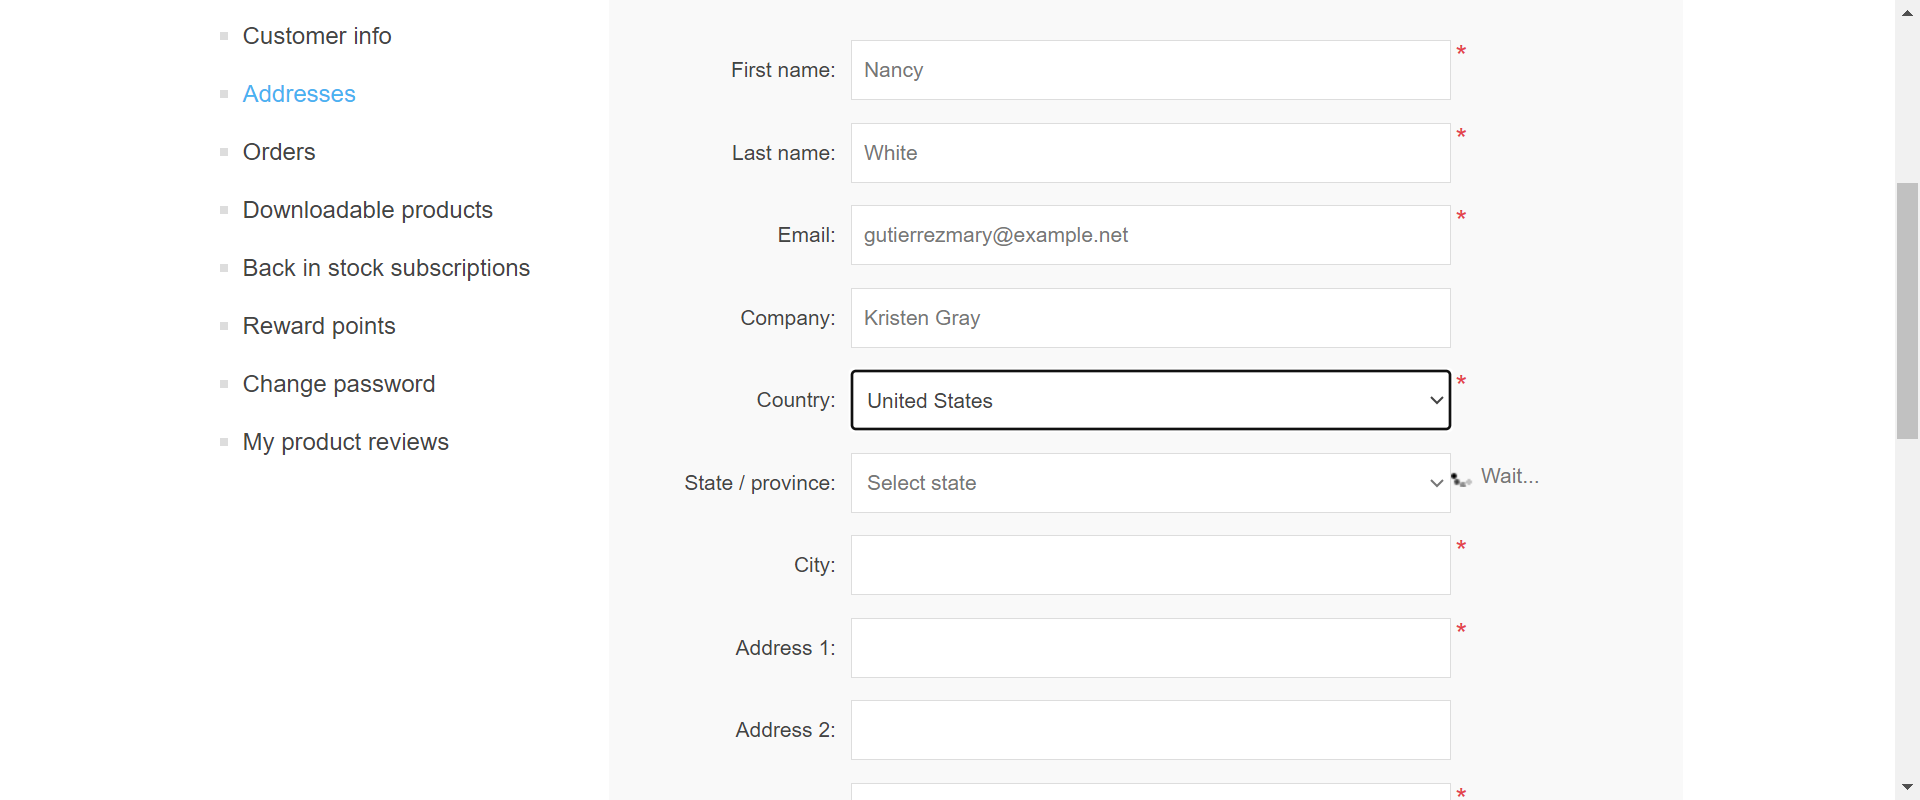 Customer info
Addresses
Orders
Downloadable products
Back in stock subscriptions
Reward points
Change password
My product reviews
First name: Nancy *
Last name: White *
Email: gutierrezmary@example.net *
Company: Kristen Gray
Country: United States *
State / province: Select state Wait...
City: *
Address 1: *
Address 2:
*